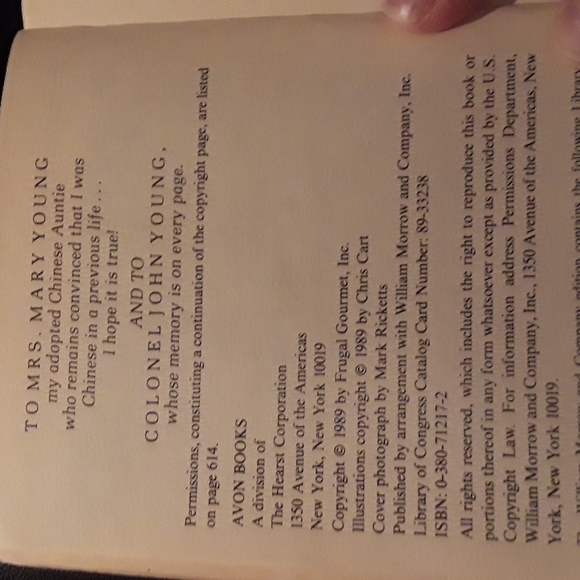 TO MRS. MARY YOUNG
my adopted Chinese Auntie
who remains convinced that I was
Chinese in a previous life...
I hope it is true!
AND TO
COLONEL JOHN YOUNG,
whose memory is on every page.
Permissions, constituting a continuation of the copyright page, are listed
on page 614.
AVON BOOKS
A division of
The Hearst Corporation
1350 Avenue of the Americas
New York, New York 10019
Copyright © 1989 by Frugal Gourmet, Inc.
Illustrations copyright © 1989 by Chris Cart
Cover photograph by Mark Ricketts
Published by arrangement with William Morrow and Company, Inc.
Library of Congress Catalog Card Number: 89-33238
ISBN: 0-380-71217-2
All rights reserved, which includes the right to reproduce this book or
portions thereof in any form whatsoever except as provided by the U.S.
Copyright Law. For information address Permissions Department,
William Morrow and Company, Inc., 1350 Avenue of the Americas, New
York, New York 10019.